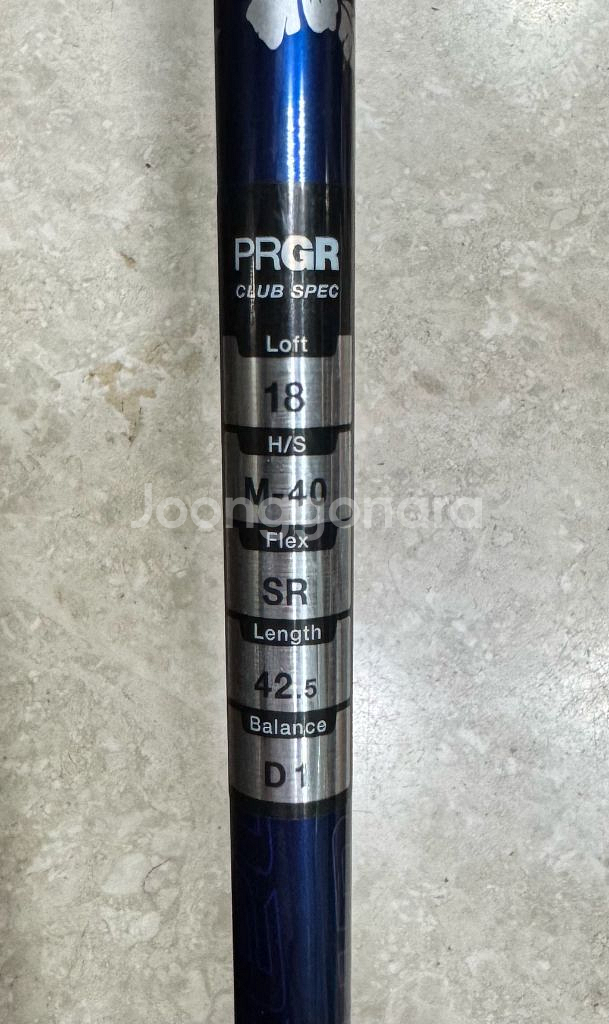 PRGR
CLUB SPEC
Loft
18
H/S
M-40
Joonggonara
Flex
SR
Length
42.5
Balance
D1